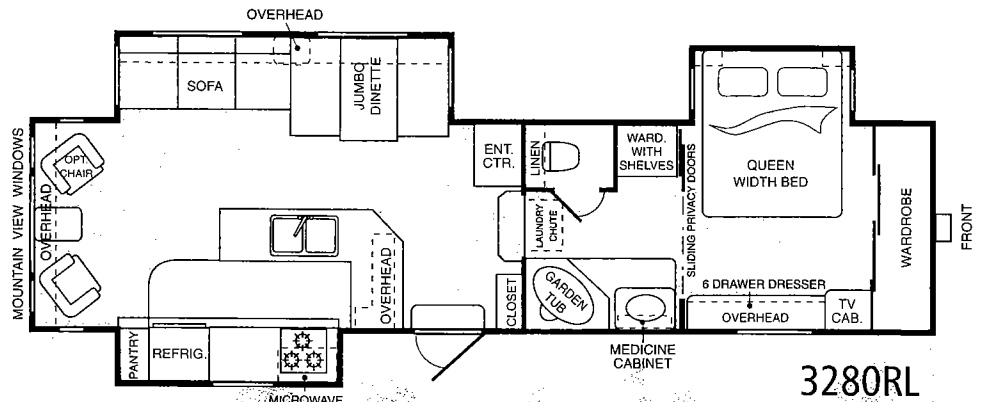 OVERHEAD
SOFA
JUMBO
DINETTE
MOUNTAIN VIEW WINDOWS
OPT.
CHAIR
OVERHEAD
ENT.
CTR.
LINEN
WARD.
WITH
SHELVES
LAUNDRY
CHUTE
SLIDING PRIVACY DOORS
QUEEN
WIDTH BED
WARDROBE
FRONT
OVERHEAD
CLOSET
GARDEN
TUB
6 DRAWER DRESSER
OVERHEAD
TV
CAB.
PANTRY
REFRIG.
MEDICINE
CABINET
MICROWAVE
3280RL